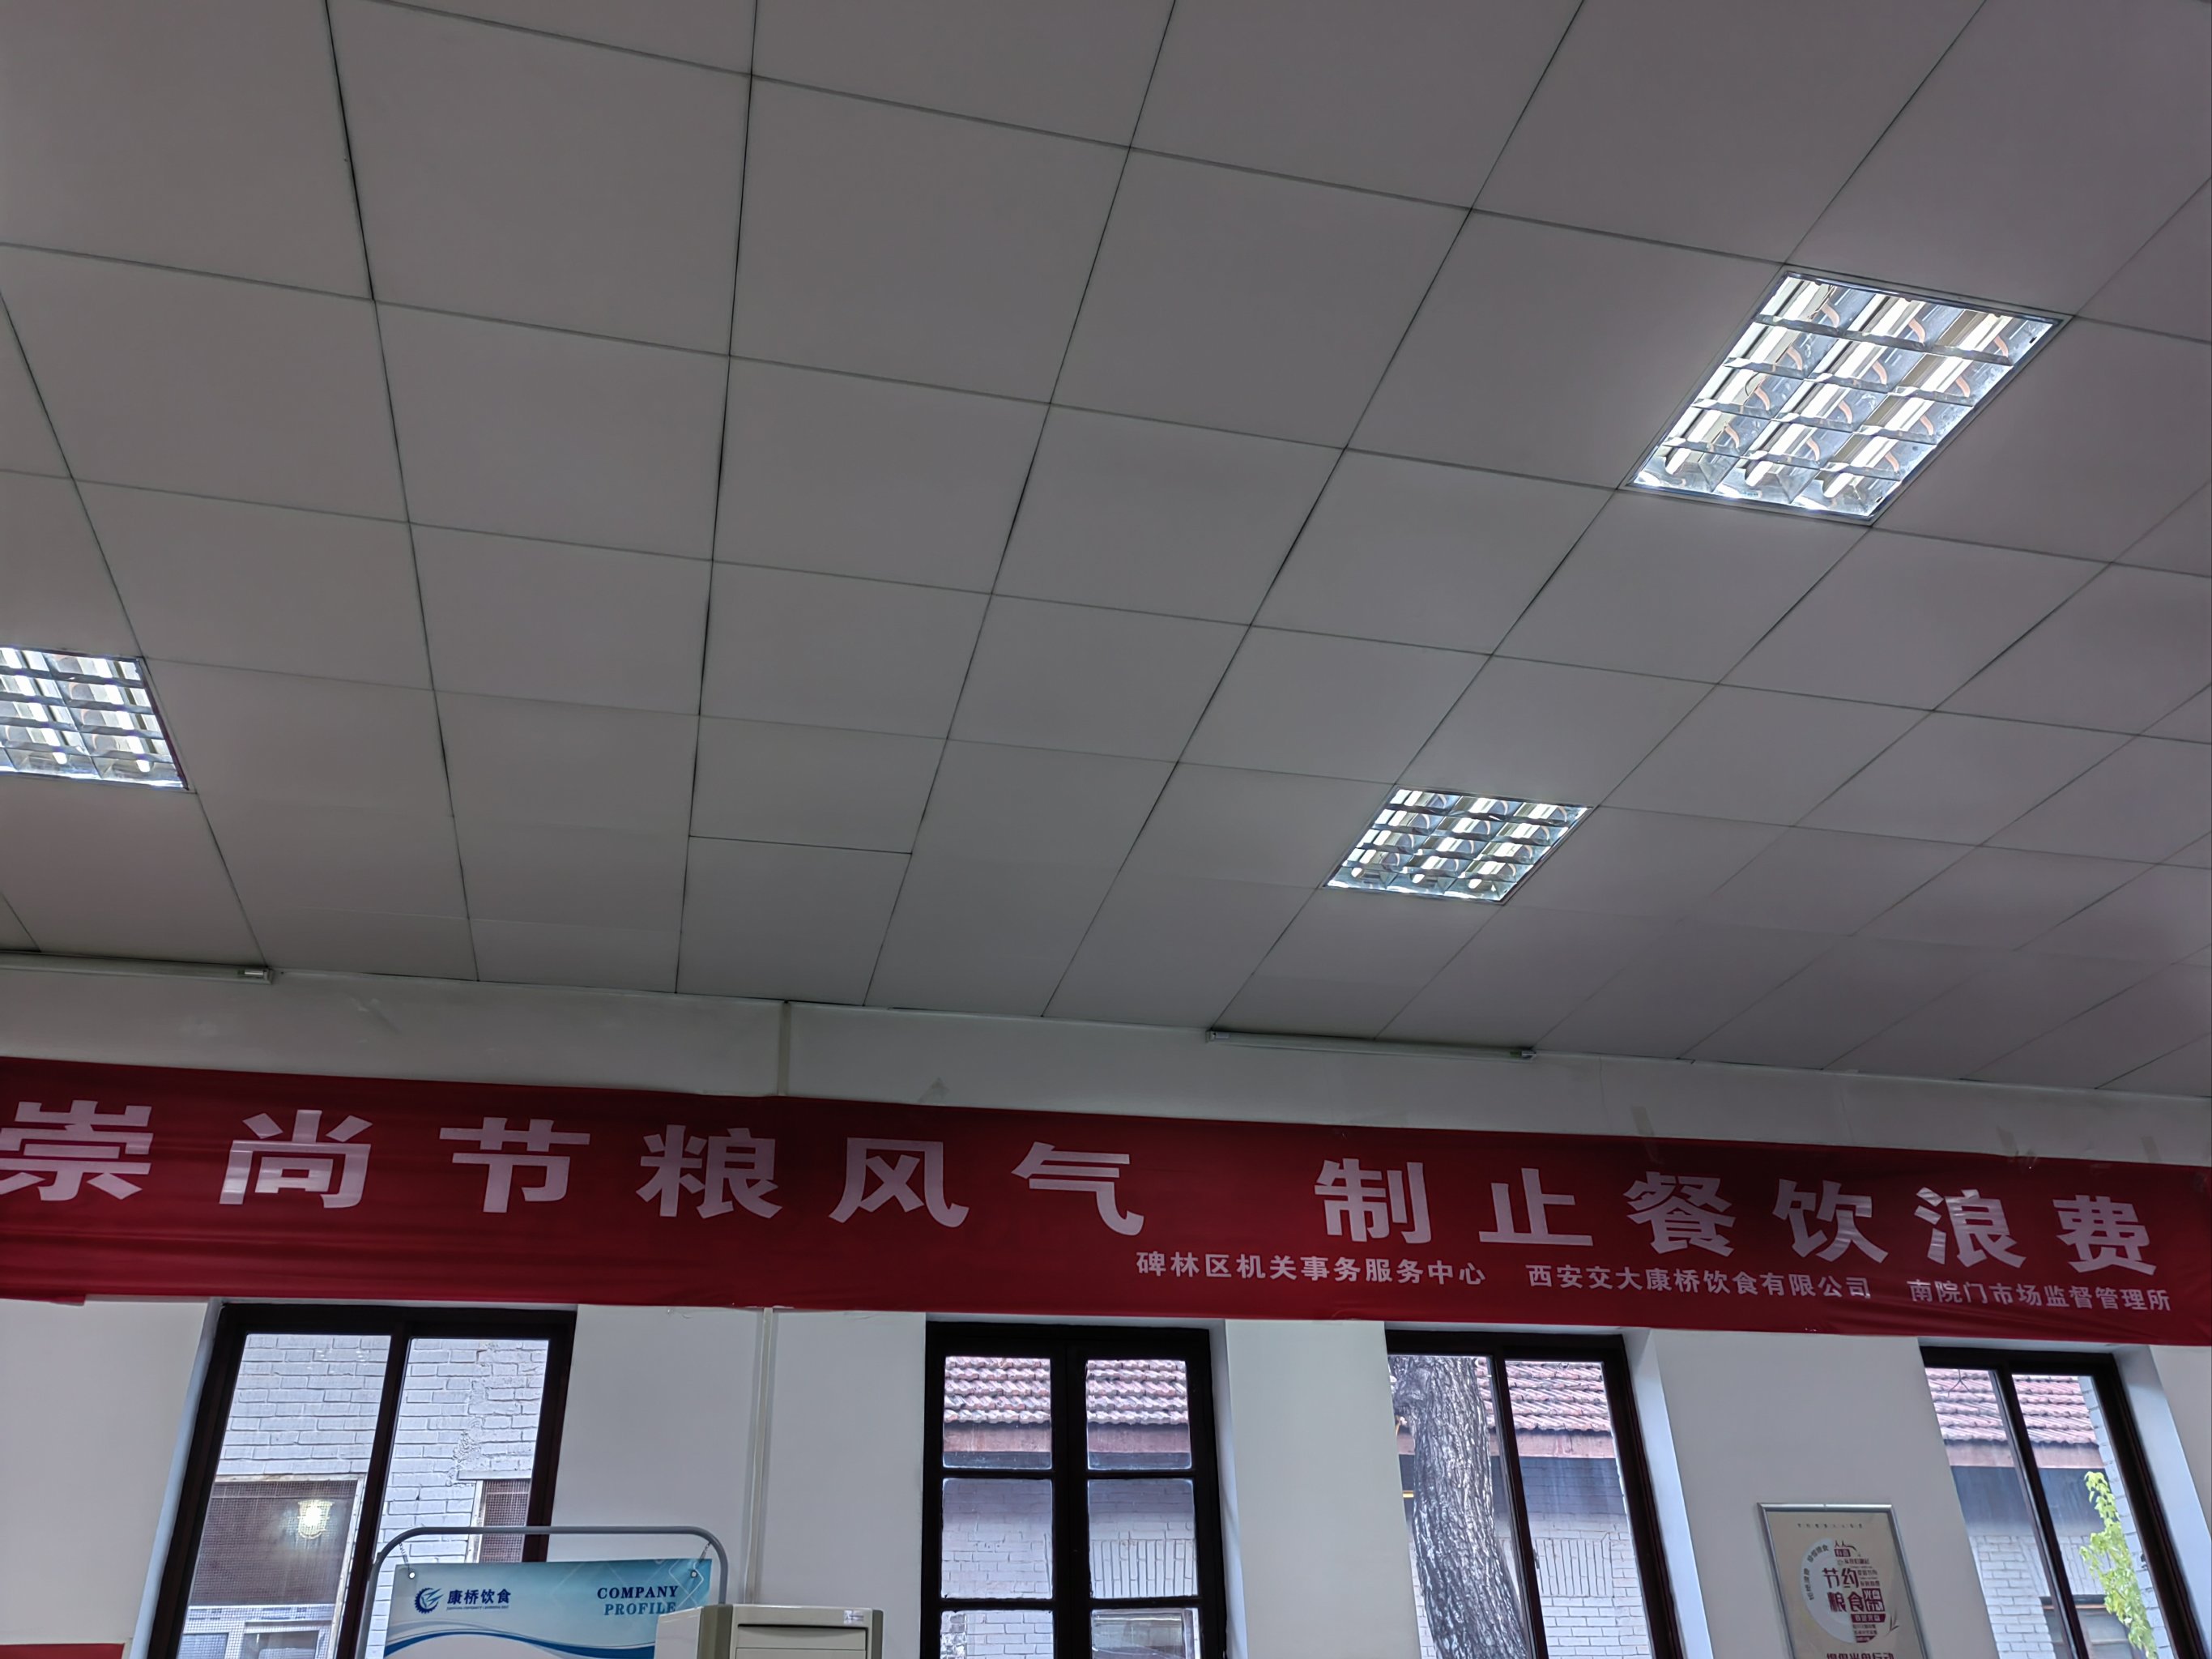 崇尚节粮风气 制止餐饮浪费
碑林区机关事务服务中心 西安交大康桥饮食有限公司 南院门市场监督管理所
康桥饮食
COMPANY
PROFILE
节约
粮食